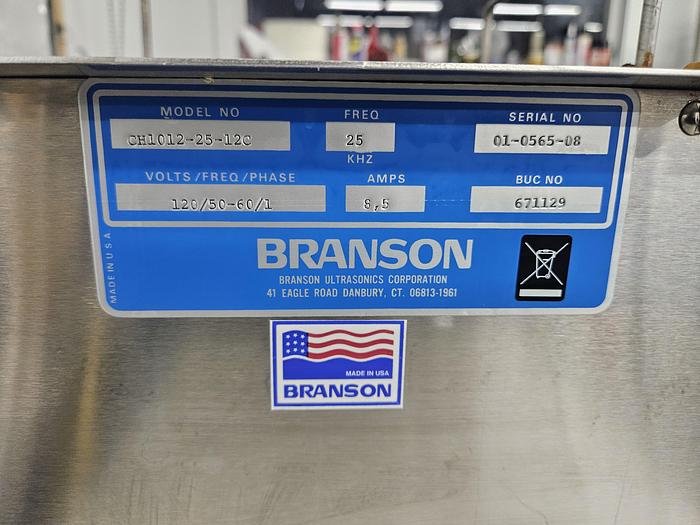 MODEL NO FREQ SERIAL NO
CH1012-25-12C 25 01-0565-08
KHZ
VOLTS/FREQ/PHASE AMPS BUC NO
120/50-60/1 8,5 671129
MADE IN USA
BRANSON
BRANSON ULTRASONICS CORPORATION
41 EAGLE ROAD DANBURY, CT. 06813-1961
MADE IN USA
BRANSON